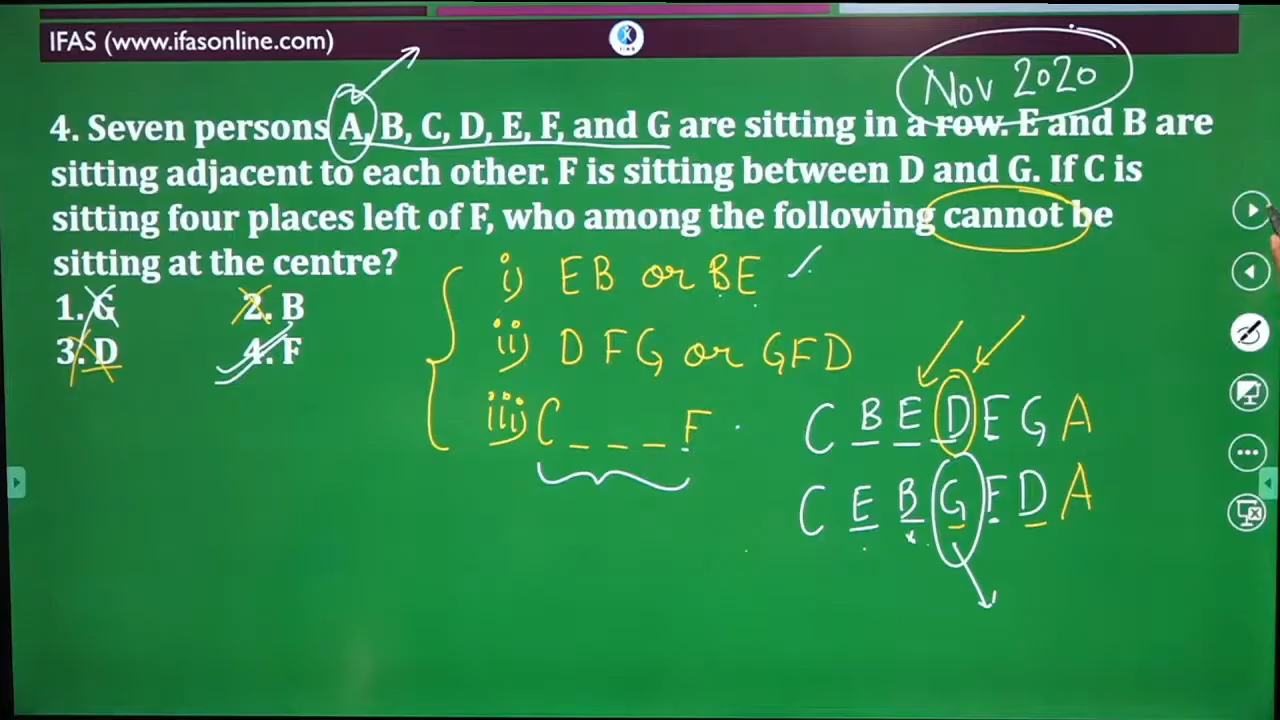 IFAS (www.ifasonline.com)
Nov 2020
4. Seven persons A, B, C, D, E, F, and G are sitting in a row. E and B are
sitting adjacent to each other. F is sitting between D and G. If C is
sitting four places left of F, who among the following cannot be
sitting at the centre?
1. G
2. B
3. D
4. F
i) EB or BE
ii) DFG or GFD
iii) C _ _ _ F
C B E D E G A
C E B G F D A